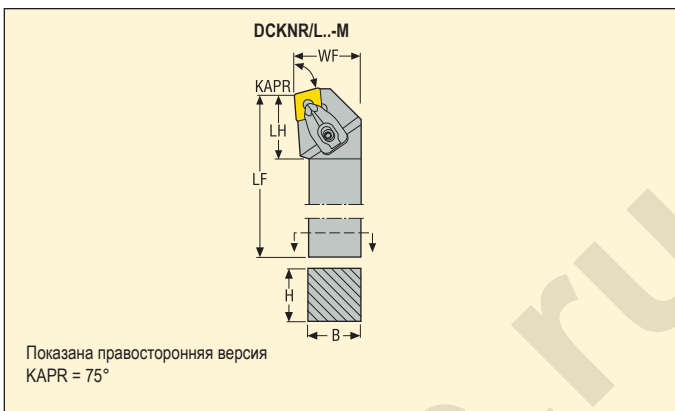 DCKNR/L..-M
WF
KAPR
LH
LF
H
B
Показана правосторонняя версия
KAPR = 75°